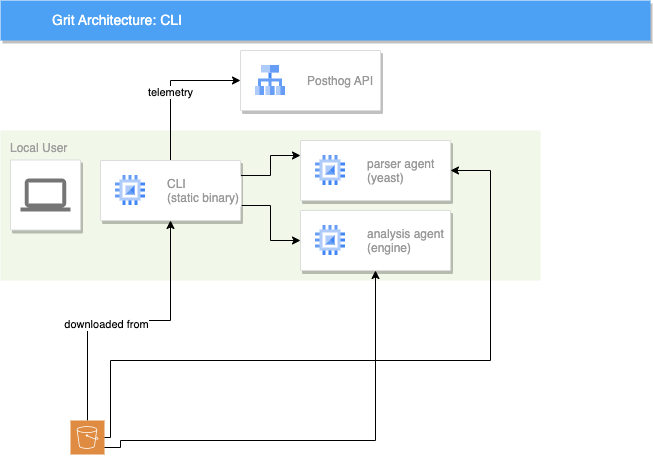 Grit Architecture: CLI
Posthog API
telemetry
Local User
CLI
(static binary)
parser agent
(yeast)
analysis agent
(engine)
downloaded from